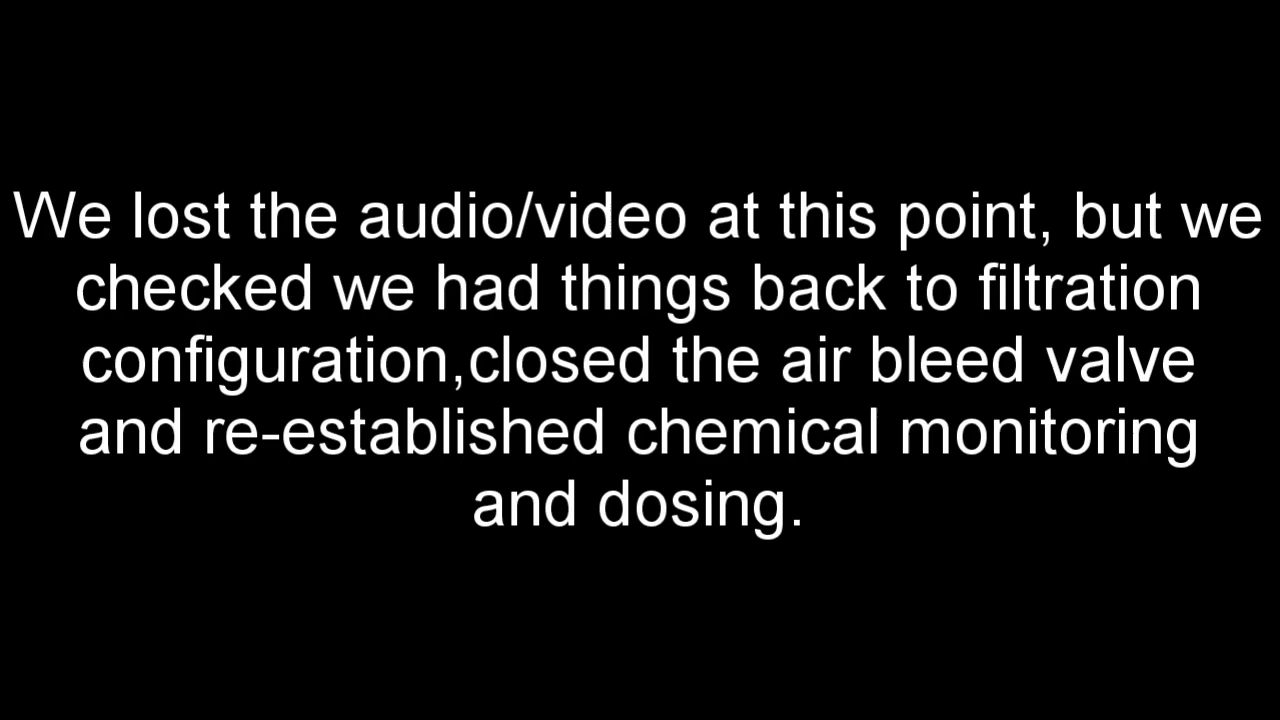 We lost the audio/video at this point, but we
checked we had things back to filtration
configuration,closed the air bleed valve
and re-established chemical monitoring
and dosing.